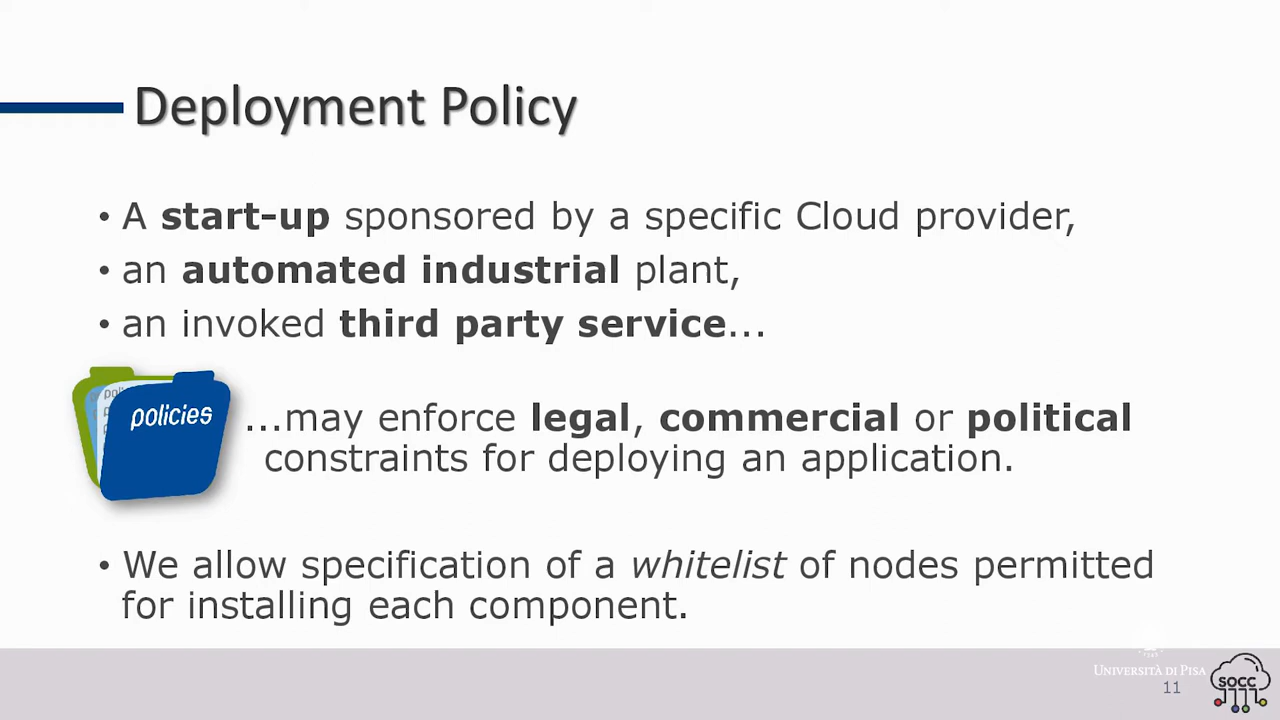 Deployment Policy
• A start-up sponsored by a specific Cloud provider,
• an automated industrial plant,
• an invoked third party service...
policies
...may enforce legal, commercial or political
constraints for deploying an application.
• We allow specification of a whitelist of nodes permitted
for installing each component.
UNIVERSITÀ DI PISA
11
SOCC